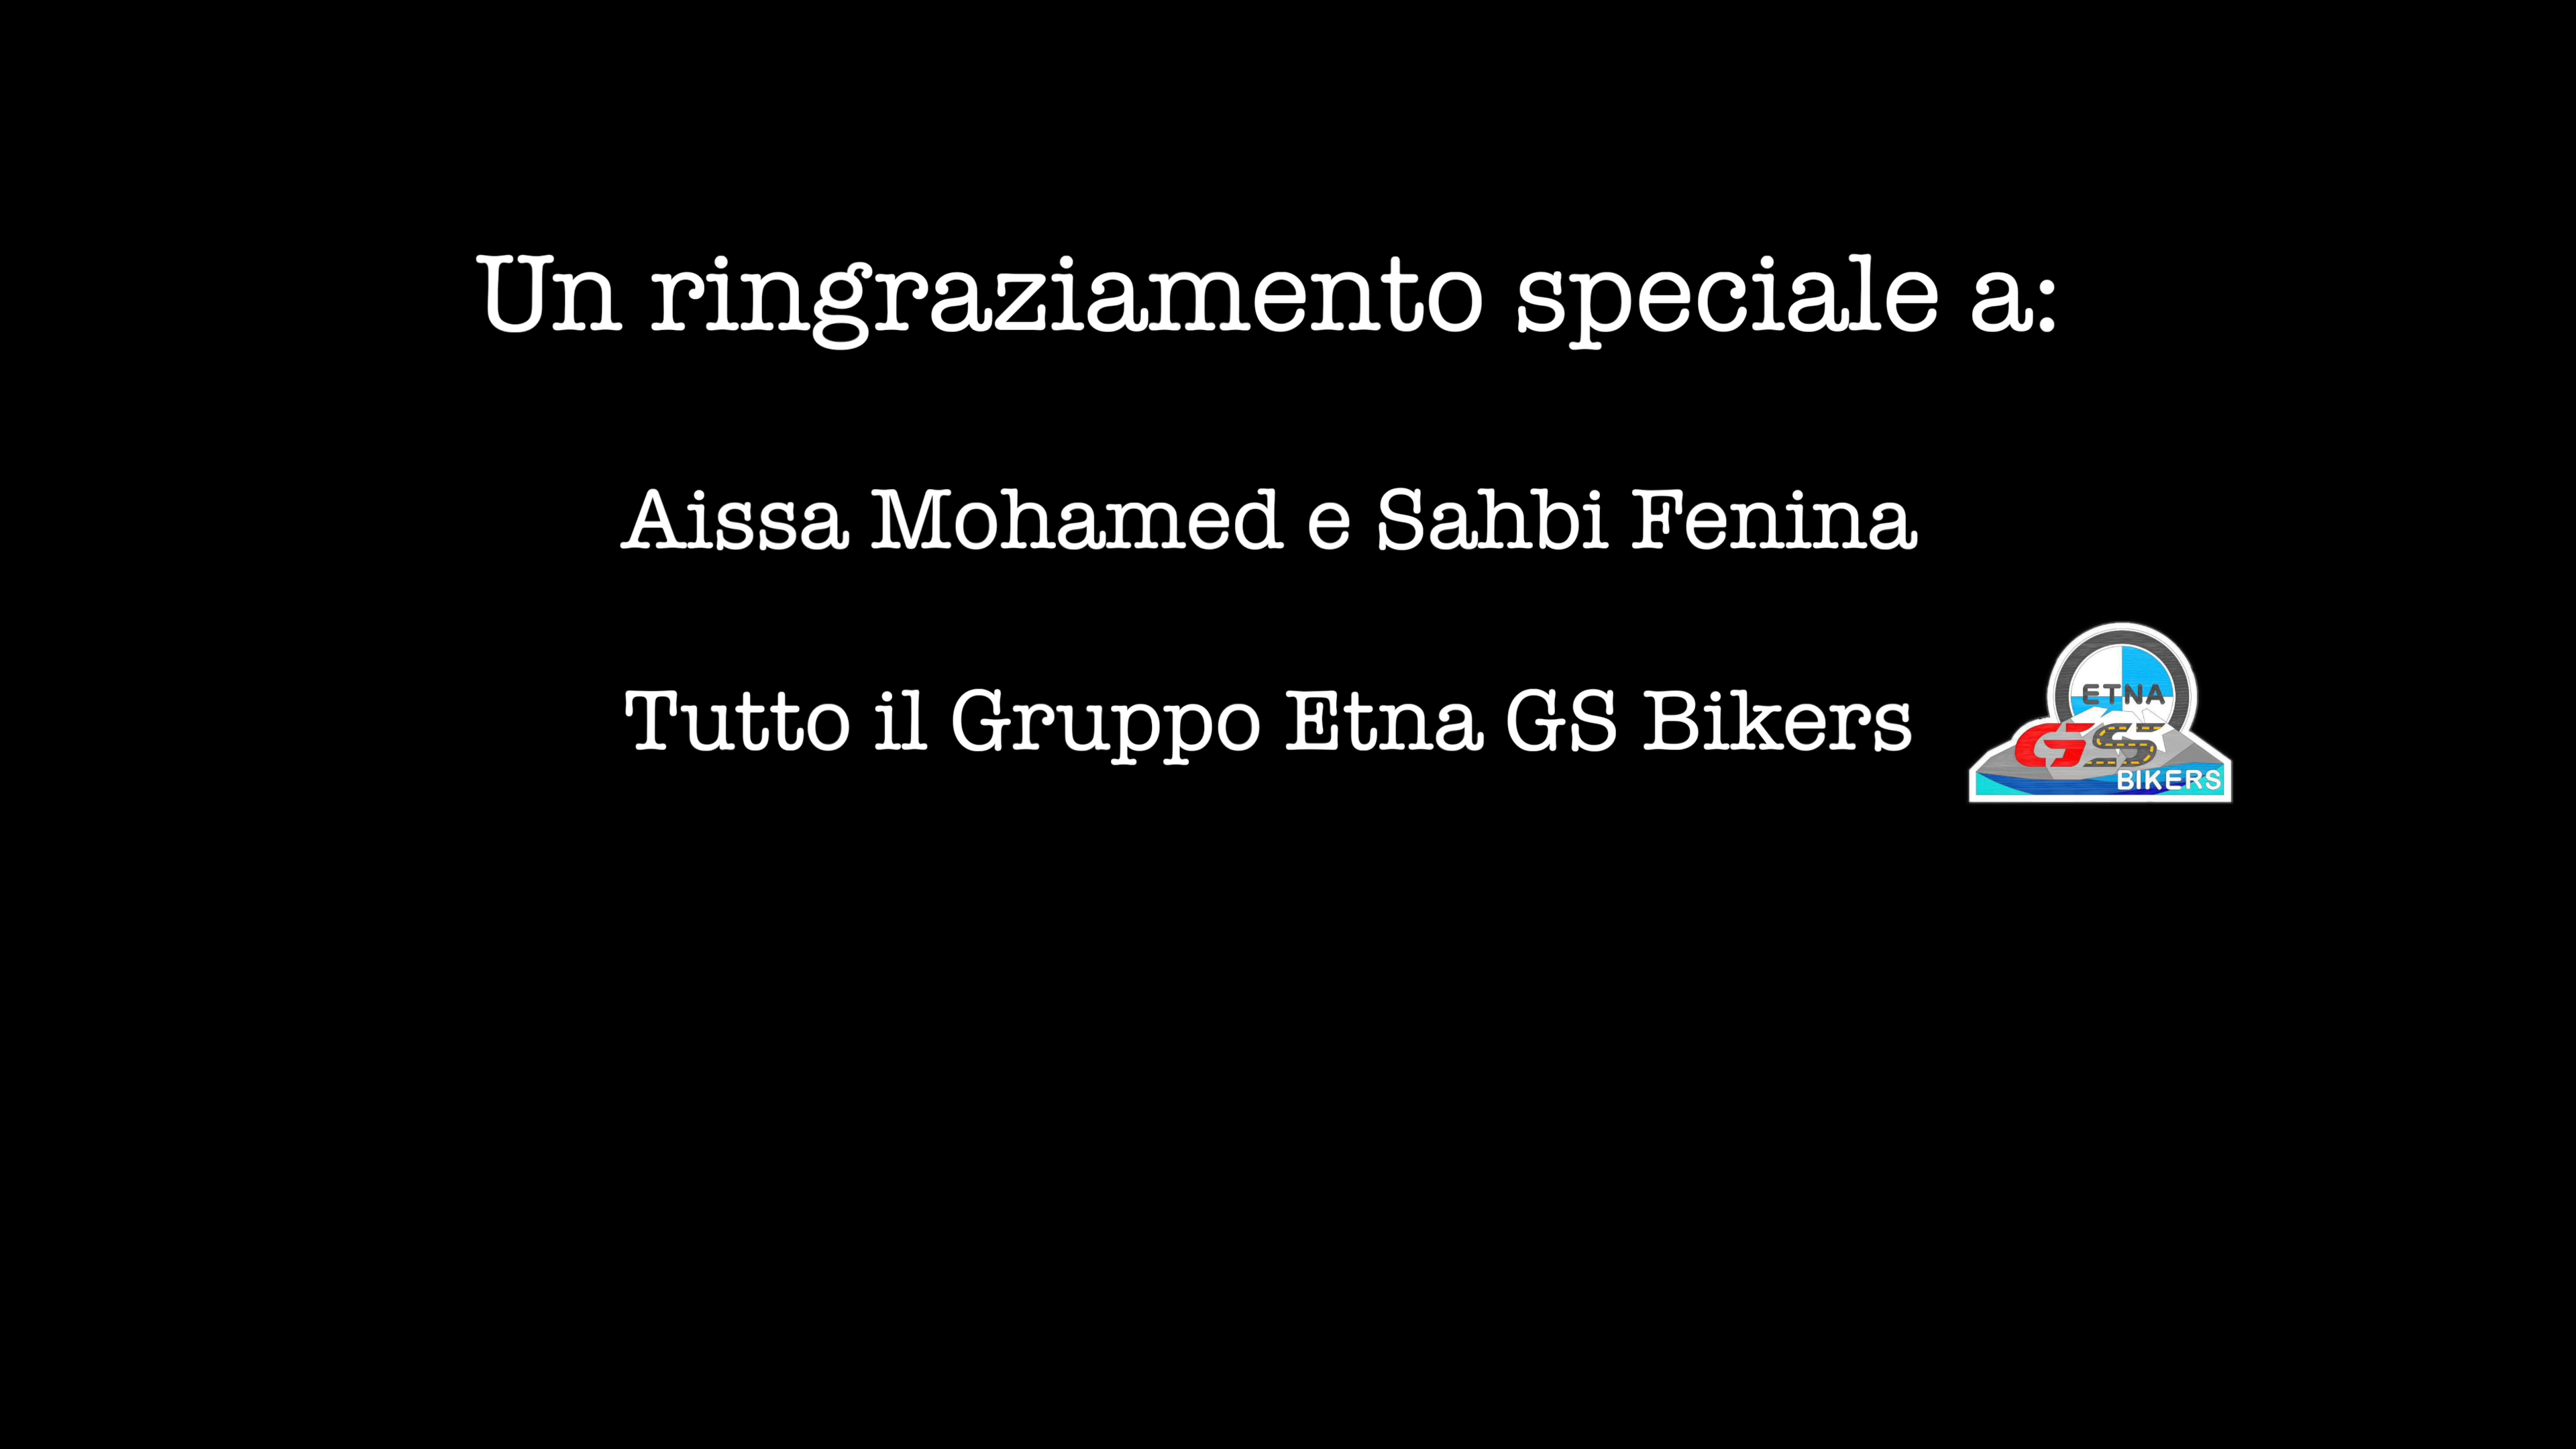 Un ringraziamento speciale a:
Aissa Mohamed e Sahbi Fenina
Tutto il Gruppo Etna GS Bikers
ETNA
GS
BIKERS